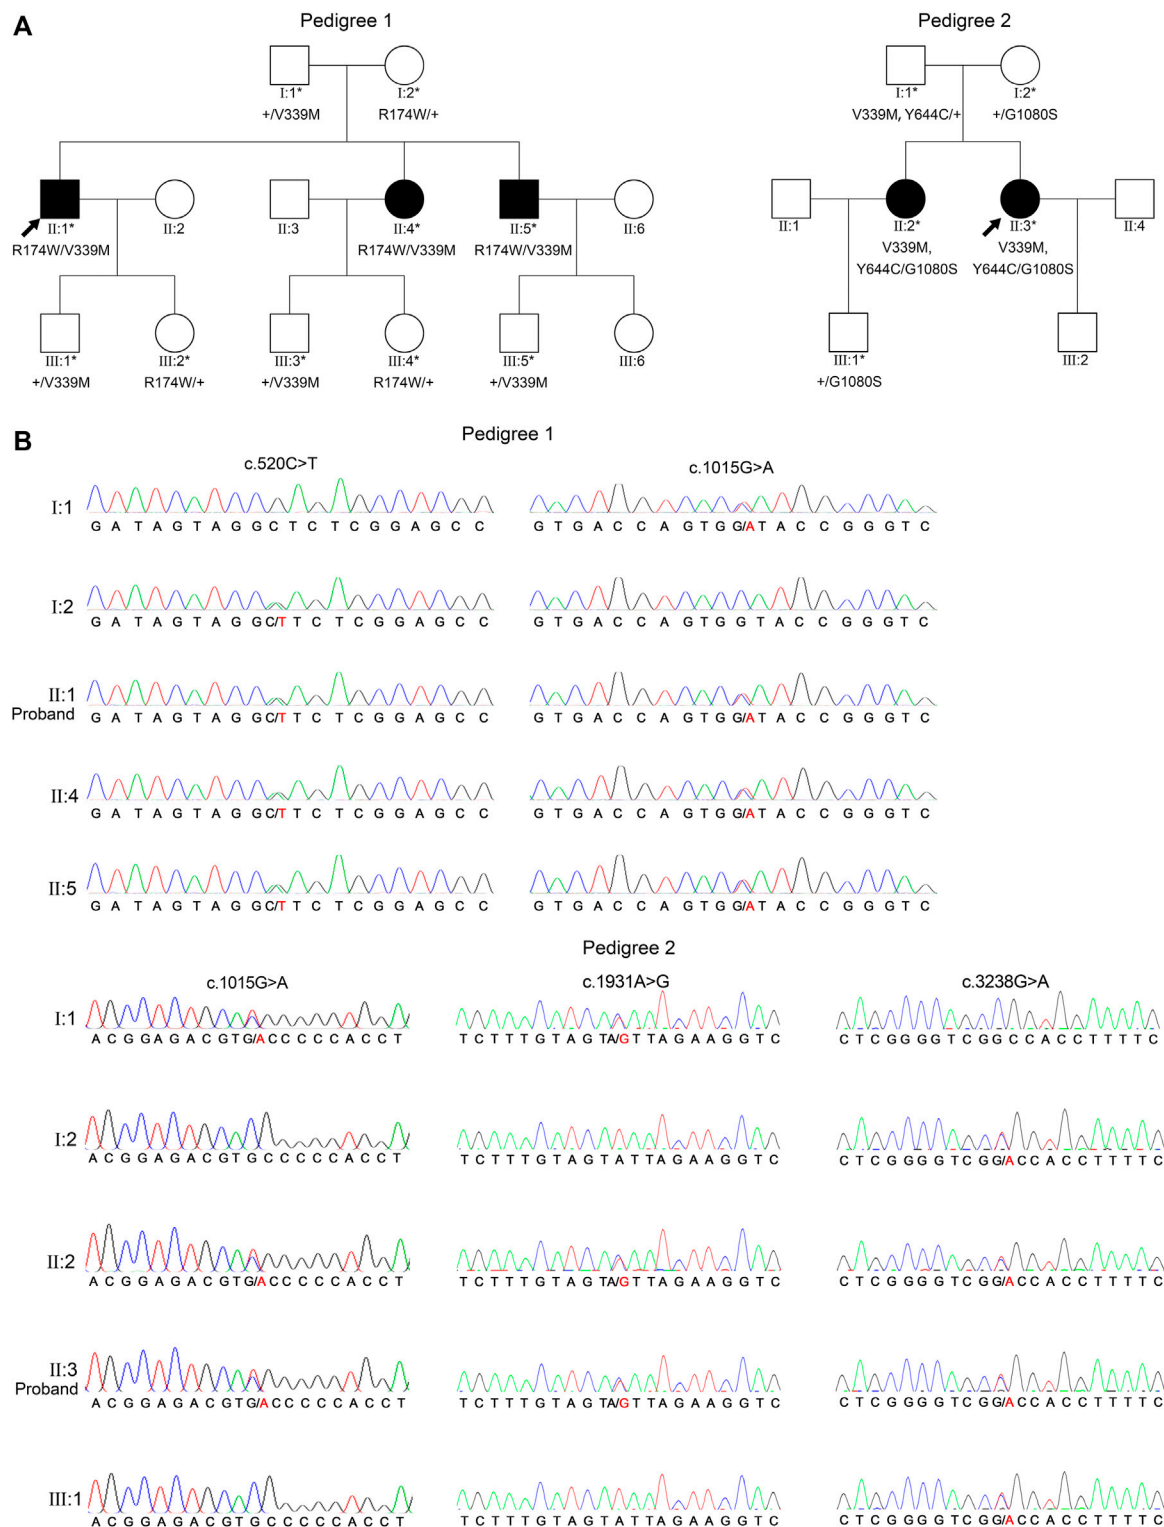 A
Pedigree 1
Pedigree 2
I:1*
I:2*
+/V339M
R174W/+
I:1*
I:2*
V339M, Y644C/+
+/G1080S
II:1*
II:2
II:3
II:4*
II:5*
II:6
R174W/V339M
R174W/V339M
R174W/V339M
II:1
II:2*
II:3*
II:4
V339M,
Y644C/G1080S
V339M,
Y644C/G1080S
III:1*
III:2*
III:3*
III:4*
III:5*
III:6
+/V339M
R174W/+
+/V339M
R174W/+
+/V339M
III:1*
III:2
+/G1080S
B
Pedigree 1
c.520C>T
c.1015G>A
I:1
G A T A G T A G G C T C T C G G A G C C
G T G A C C A G T G G/A T A C C G G G T C
I:2
G A T A G T A G G C/T T C T C G G A G C C
G T G A C C A G T G G T A C C G G G T C
II:1
Proband
G A T A G T A G G C/T T C T C G G A G C C
G T G A C C A G T G G/A T A C C G G G T C
II:4
G A T A G T A G G C/T T C T C G G A G C C
G T G A C C A G T G G/A T A C C G G G T C
II:5
G A T A G T A G G C/T T C T C G G A G C C
G T G A C C A G T G G/A T A C C G G G T C
Pedigree 2
c.1015G>A
c.1931A>G
c.3238G>A
I:1
A C G G A G A C G T G/A C C C C C A C C T
T C T T T G T A G T A/G T T A G A A G G T C
C T C G G G G T C G G C C A C C T T T T C
I:2
A C G G A G A C G T G C C C C C A C C T
T C T T T G T A G T A T T A G A A G G T C
C T C G G G G T C G G/A C C A C C T T T T C
II:2
A C G G A G A C G T G/A C C C C C A C C T
T C T T T G T A G T A/G T T A G A A G G T C
C T C G G G G T C G G/A C C A C C T T T T C
II:3
Proband
A C G G A G A C G T G/A C C C C C A C C T
T C T T T G T A G T A/G T T A G A A G G T C
C T C G G G G T C G G/A C C A C C T T T T C
III:1
A C G G A G A C G T G C C C C C A C C T
T C T T T G T A G T A T T A G A A G G T C
C T C G G G G T C G G/A C C A C C T T T T C